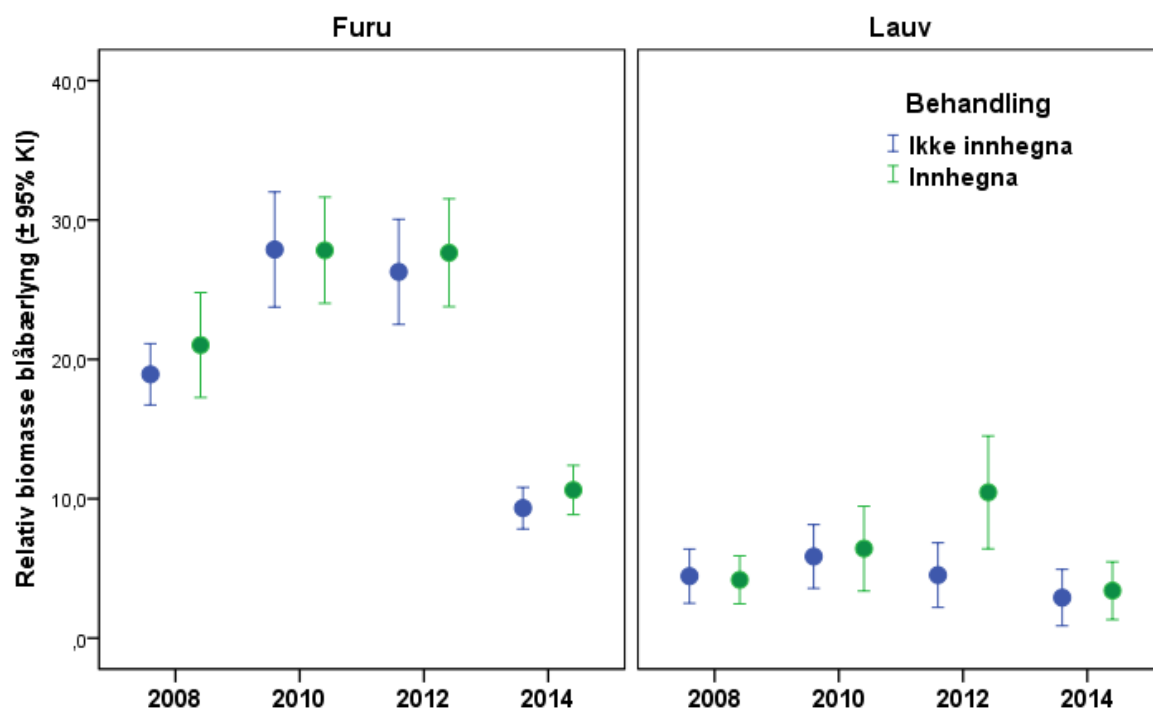 Furu
Lauv
Relativ biomasse blåbærlyng (± 95% KI)
40,0
30,0
20,0
10,0
,0
Behandling
Ikke innhegna
Innhegna
2008 2010 2012 2014
2008 2010 2012 2014